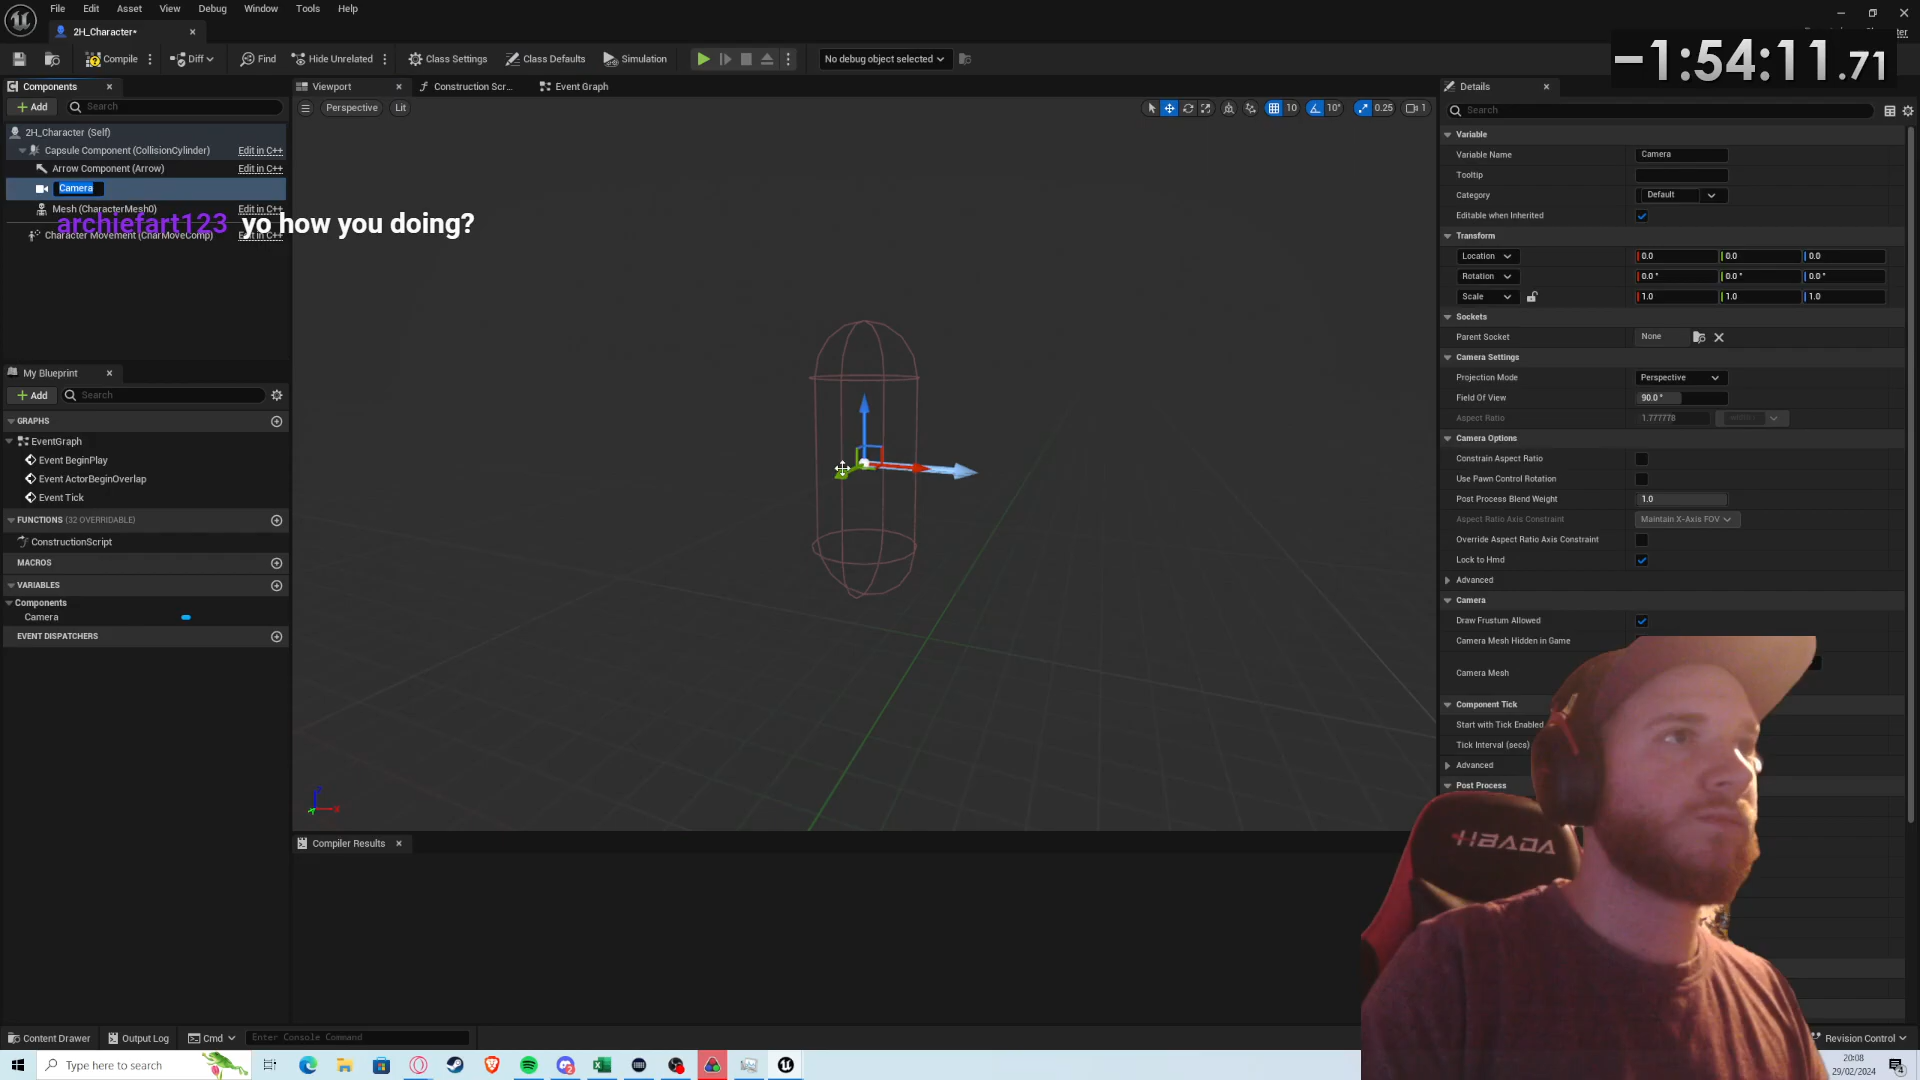 File Edit Asset View Debug Window Tools Help
2H_Character*
-1:54:11.71
Compile Diff Find Hide Unrelated Class Settings Class Defaults Simulation No debug object selected
Components Viewport Construction Scr... Event Graph Details
Add Search Perspective Lit 10 10° 0.25 1 Search
2H_Character (Self)
Capsule Component (CollisionCylinder) Edit in C++
Arrow Component (Arrow) Edit in C++
Camera
Mesh (CharacterMesh0) Edit in C++
archiefart123 yo how you doing?
Character Movement (CharMoveComp) Edit in C++
My Blueprint
Add Search
GRAPHS
EventGraph
Event BeginPlay
Event ActorBeginOverlap
Event Tick
FUNCTIONS (32 OVERRIDABLE)
ConstructionScript
MACROS
VARIABLES
Components
Camera
EVENT DISPATCHERS
Variable
Variable Name Camera
Tooltip
Category Default
Editable when Inherited
Transform
Location 0.0 0.0 0.0
Rotation 0.0° 0.0° 0.0°
Scale 1.0 1.0 1.0
Sockets
Parent Socket None
Camera Settings
Projection Mode Perspective
Field Of View 90.0°
Aspect Ratio 1.777778
Camera Options
Constrain Aspect Ratio
Use Pawn Control Rotation
Post Process Blend Weight 1.0
Aspect Ratio Axis Constraint Maintain X-Axis FOV
Override Aspect Ratio Axis Constraint
Lock to Hmd
Advanced
Camera
Draw Frustum Allowed
Camera Mesh Hidden in Game
Camera Mesh
Component Tick
Start with Tick Enabled
Tick Interval (secs)
Advanced
Post Process
HBADA
Compiler Results
Content Drawer Output Log Cmd Enter Console Command Revision Control
Type here to search
20:08
29/02/2024
4